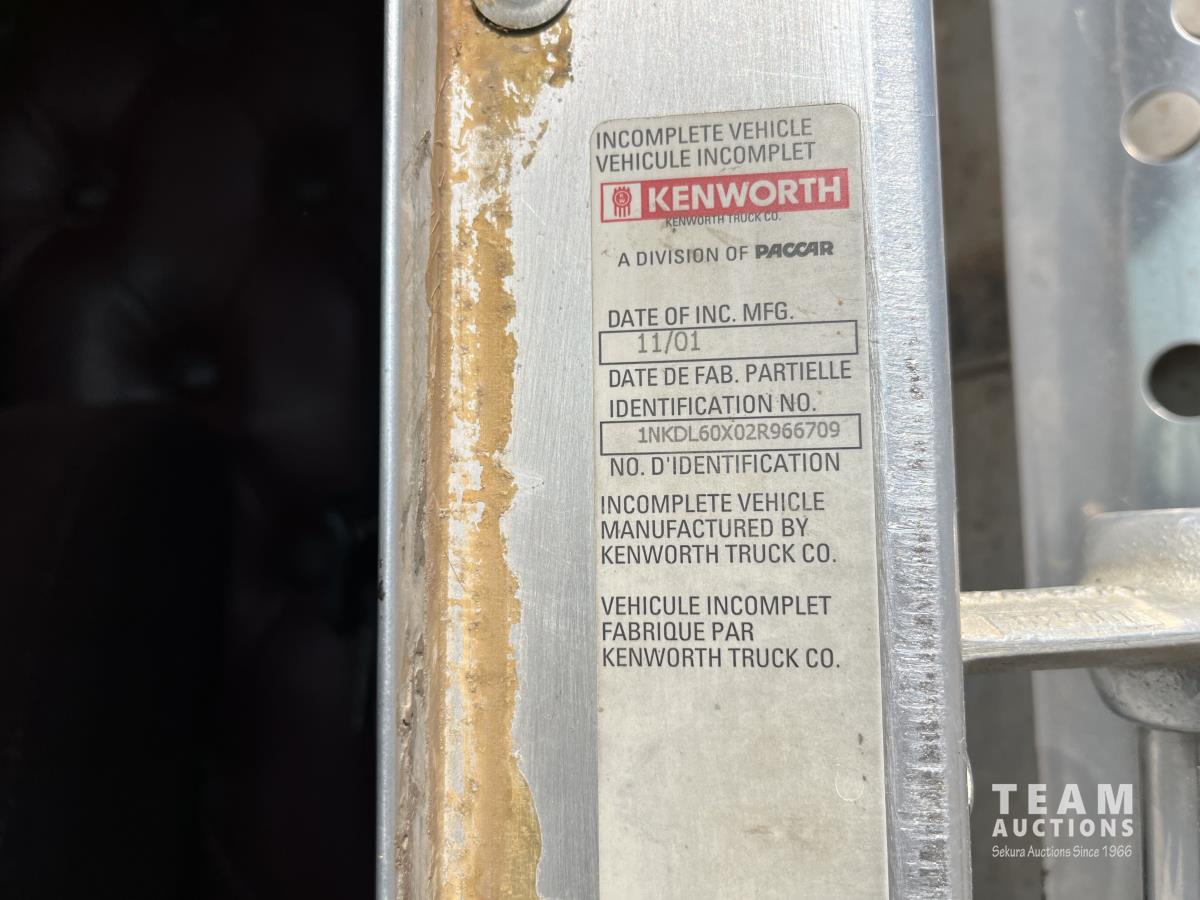 INCOMPLETE VEHICLE
VEHICULE INCOMPLET
KENWORTH
KENWORTH TRUCK CO.
A DIVISION OF PACCAR
DATE OF INC. MFG.
11/01
DATE DE FAB. PARTIELLE
IDENTIFICATION NO.
1NKDL60X02R966709
NO. D'IDENTIFICATION
INCOMPLETE VEHICLE
MANUFACTURED BY
KENWORTH TRUCK CO.
VEHICULE INCOMPLET
FABRIQUE PAR
KENWORTH TRUCK CO.
TEAM
AUCTIONS
Sekura Auctions Since 1966